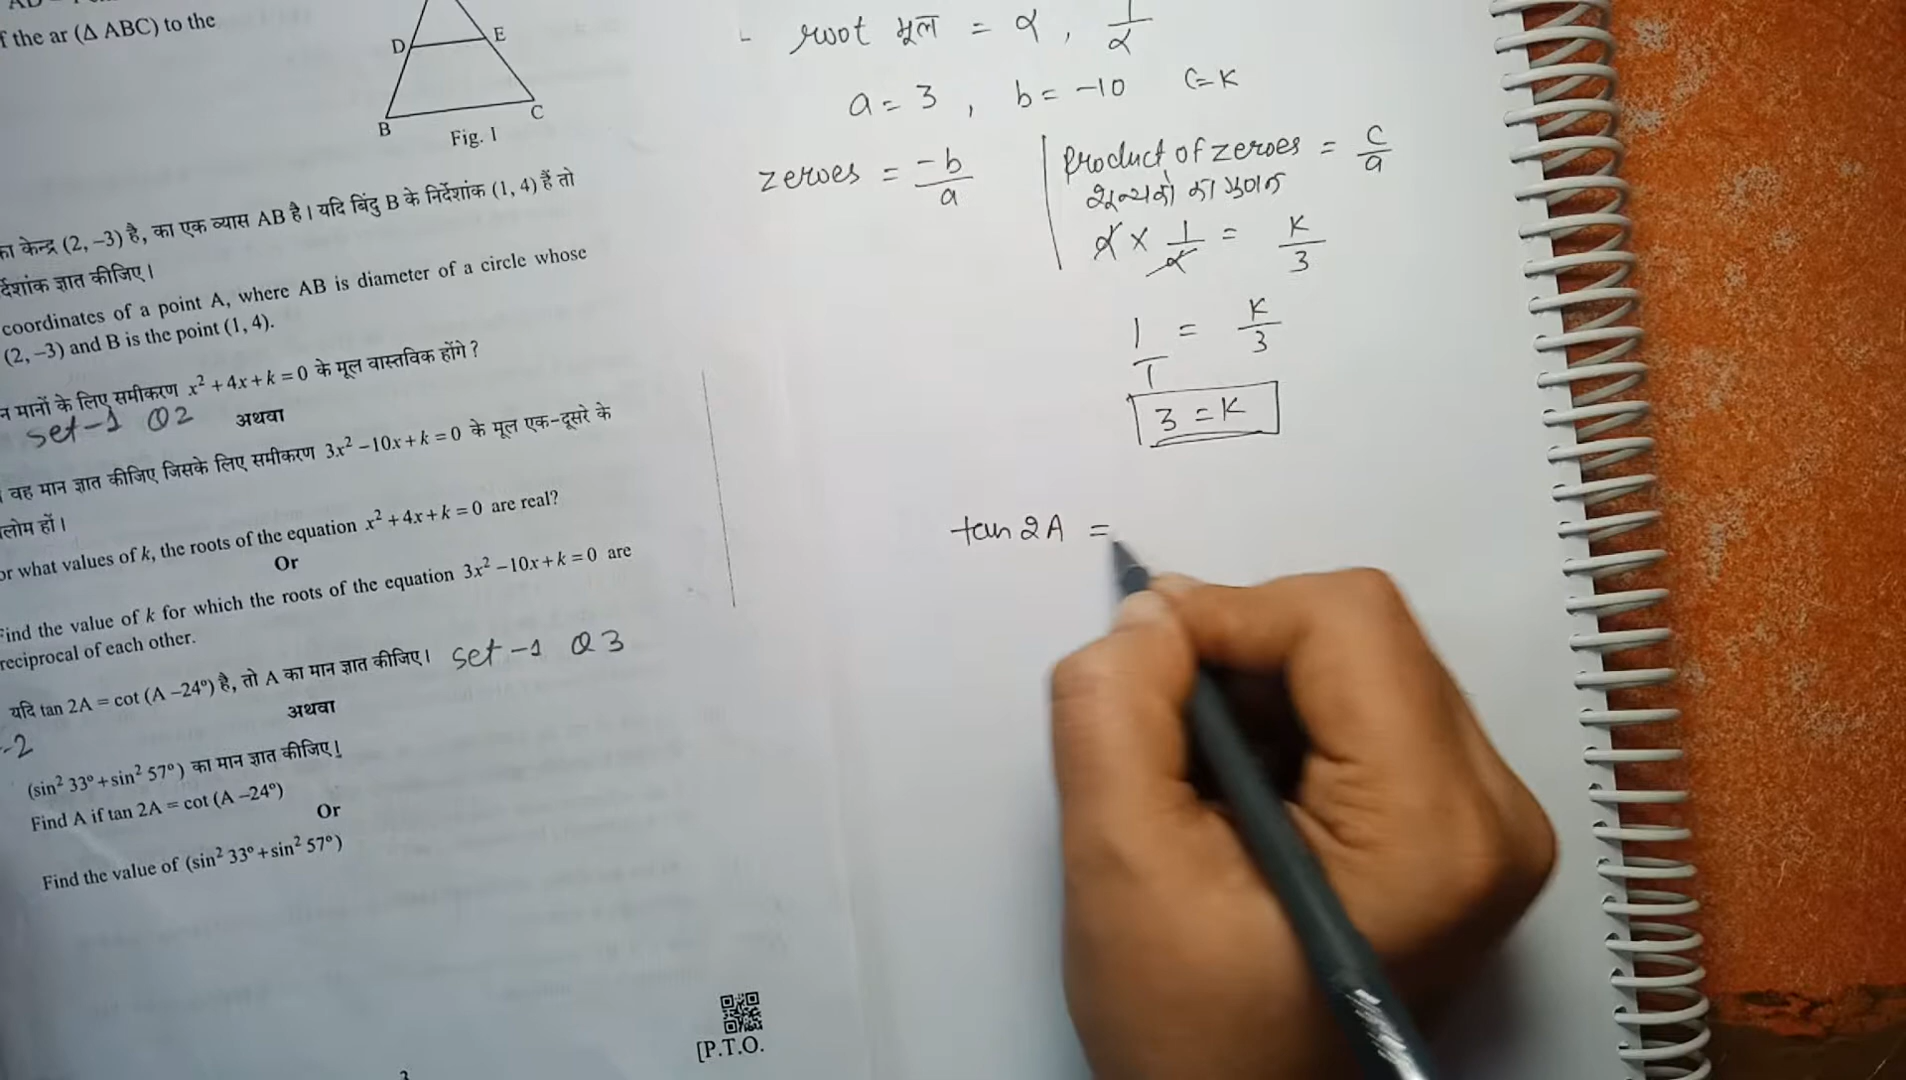 f the ar (Δ ABC) to the
D
E
B
C
Fig. 1
केन्द्र (2, –3) है, का एक व्यास AB है। यदि बिंदु B के निर्देशांक (1, 4) हैं तो
ज्ञात कीजिए।
coordinates of a point A, where AB is diameter of a circle whose
(2, –3) and B is the point (1, 4).
मानों के लिए समीकरण x² + 4x + k = 0 के मूल वास्तविक होंगे ?
set-1 Q2
अथवा
वह मान ज्ञात कीजिए जिसके लिए समीकरण 3x² – 10x + k = 0 के मूल एक-दूसरे के
हों।
or what values of k, the roots of the equation x² + 4x + k = 0 are real?
Or
Find the value of k for which the roots of the equation 3x² – 10x + k = 0 are
reciprocal of each other.
यदि tan 2A = cot (A –24°) है, तो A का मान ज्ञात कीजिए। set-1 Q3
अथवा
-2
(sin² 33° + sin² 57°) का मान ज्ञात कीजिए।
Find A if tan 2A = cot (A –24°)
Or
Find the value of (sin² 33° + sin² 57°)
[P.T.O.
root मूल = α , 1/α
a = 3 , b = -10 C = K
zeroes = -b/a
Product of zeroes = C/a
α × 1/α = K/3
1/1 = K/3
3 = K
tan 2A =